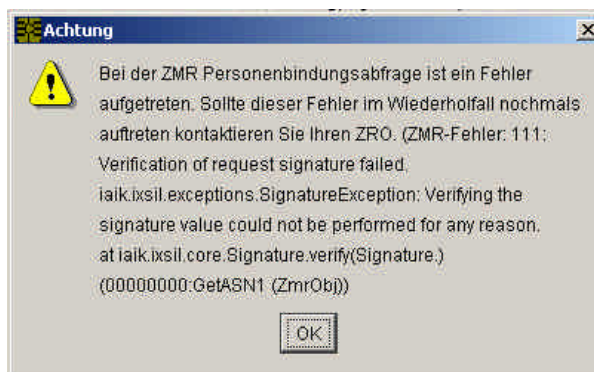 Achtung
Bei der ZMR Personenbindungsabfrage ist ein Fehler
aufgetreten. Sollte dieser Fehler im Wiederholfall nochmals
auftreten kontaktieren Sie Ihren ZRO. (ZMR-Fehler: 111:
Verification of request signature failed.
iaik.ixsil.exceptions.SignatureException: Verifying the
signature value could not be performed for any reason.
at iaik.ixsil.core.Signature.verify(Signature.)
(00000000:GetASN1 (ZmrObj))
OK